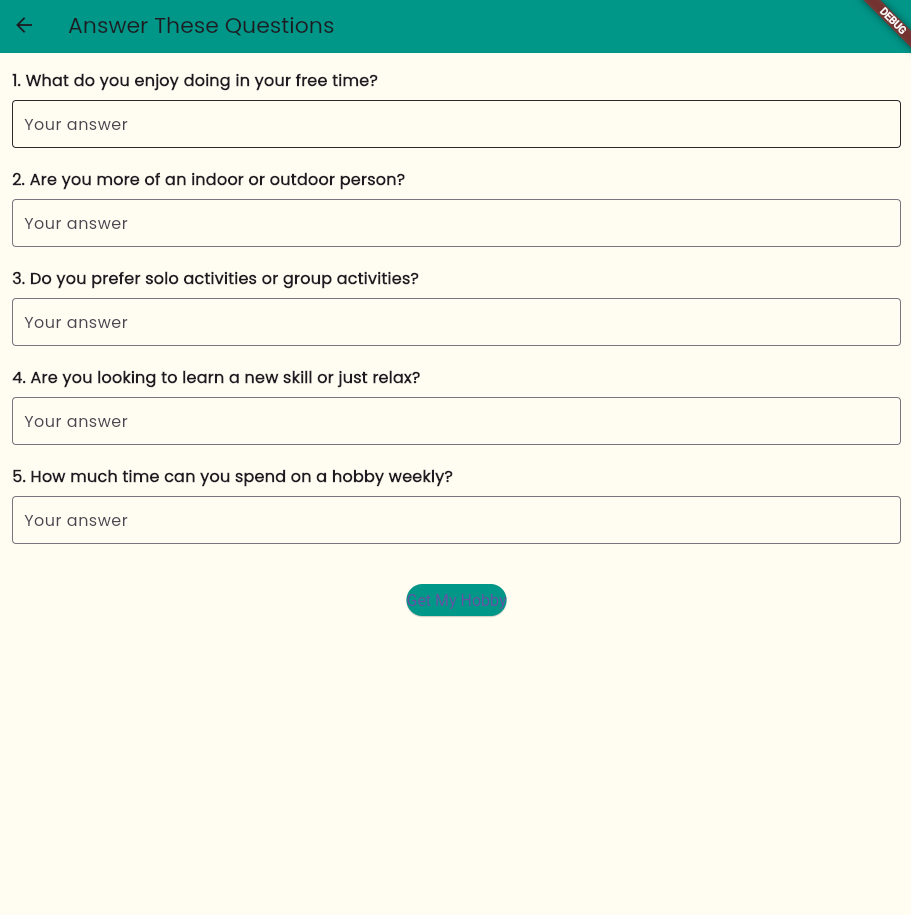 Answer These Questions
DEBUG
1. What do you enjoy doing in your free time?
Your answer
2. Are you more of an indoor or outdoor person?
Your answer
3. Do you prefer solo activities or group activities?
Your answer
4. Are you looking to learn a new skill or just relax?
Your answer
5. How much time can you spend on a hobby weekly?
Your answer
Get My Hobby